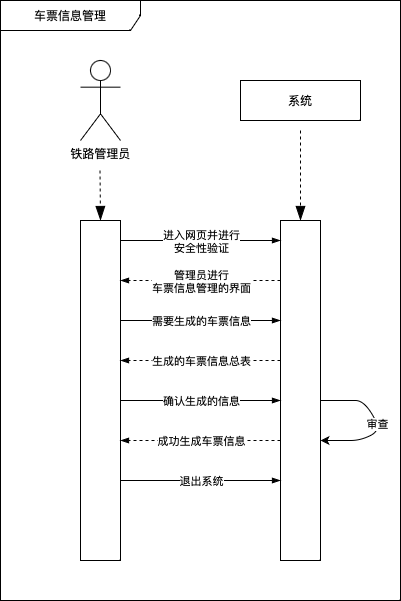 车票信息管理
系统
铁路管理员
进入网页并进行
安全性验证
管理员进行
车票信息管理的界面
需要生成的车票信息
生成的车票信息总表
确认生成的信息
审查
成功生成车票信息
退出系统